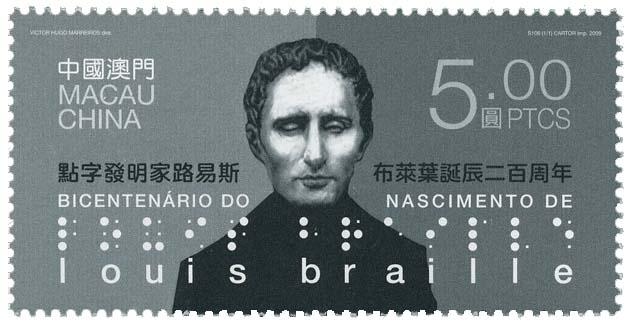 VICTOR HUGO MARREIROS des.
S108 (1/1) CARTOR imp. 2009
中國澳門
MACAU
CHINA
5.00
圓 PTCS
點字發明家路易斯 布萊葉誕辰二百周年
BICENTENÁRIO DO NASCIMENTO DE
⠇⠕⠥⠊⠎ ⠃⠗⠁⠊⠇⠇⠑
louis braille